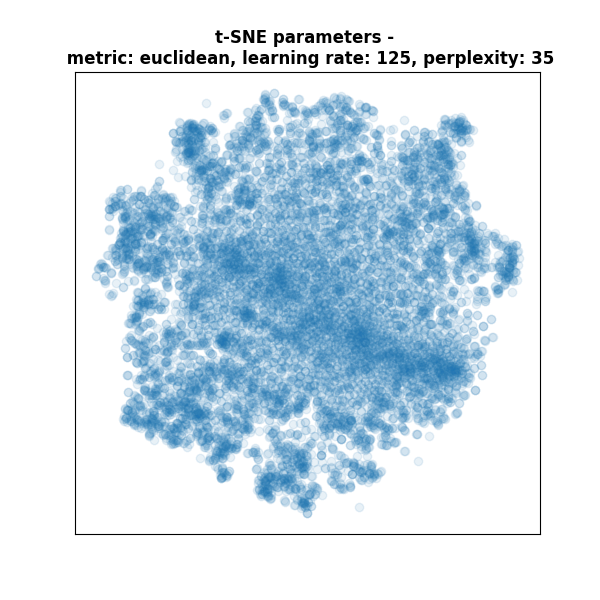 t-SNE parameters -
metric: euclidean, learning rate: 125, perplexity: 35